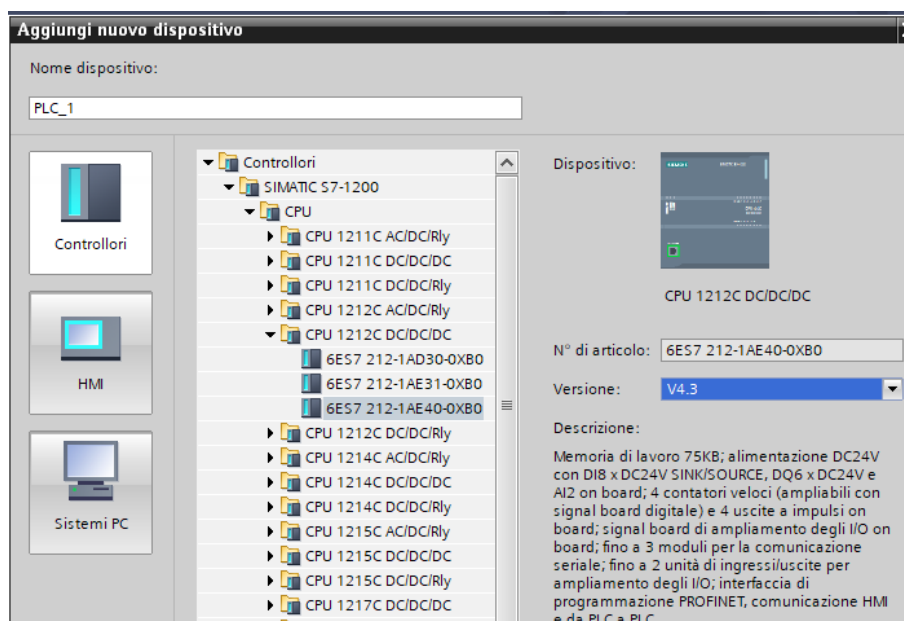 Aggiungi nuovo dispositivo
Nome dispositivo:
PLC_1
Controllori
HMI
Sistemi PC
Controllori
SIMATIC S7-1200
CPU
CPU 1211C AC/DC/Rly
CPU 1211C DC/DC/DC
CPU 1211C DC/DC/Rly
CPU 1212C AC/DC/Rly
CPU 1212C DC/DC/DC
6ES7 212-1AD30-0XB0
6ES7 212-1AE31-0XB0
6ES7 212-1AE40-0XB0
CPU 1212C DC/DC/Rly
CPU 1214C AC/DC/Rly
CPU 1214C DC/DC/DC
CPU 1214C DC/DC/Rly
CPU 1215C AC/DC/Rly
CPU 1215C DC/DC/DC
CPU 1215C DC/DC/Rly
CPU 1217C DC/DC/DC
Dispositivo:
CPU 1212C DC/DC/DC
N° di articolo: 6ES7 212-1AE40-0XB0
Versione: V4.3
Descrizione:
Memoria di lavoro 75KB; alimentazione DC24V
con DI8 x DC24V SINK/SOURCE, DQ6 x DC24V e
AI2 on board; 4 contatori veloci (ampliabili con
signal board digitale) e 4 uscite a impulsi on
board; signal board di ampliamento degli I/O on
board; fino a 3 moduli per la comunicazione
seriale; fino a 2 unità di ingressi/uscite per
ampliamento degli I/O; interfaccia di
programmazione PROFINET, comunicazione HMI
e da PLC a PLC